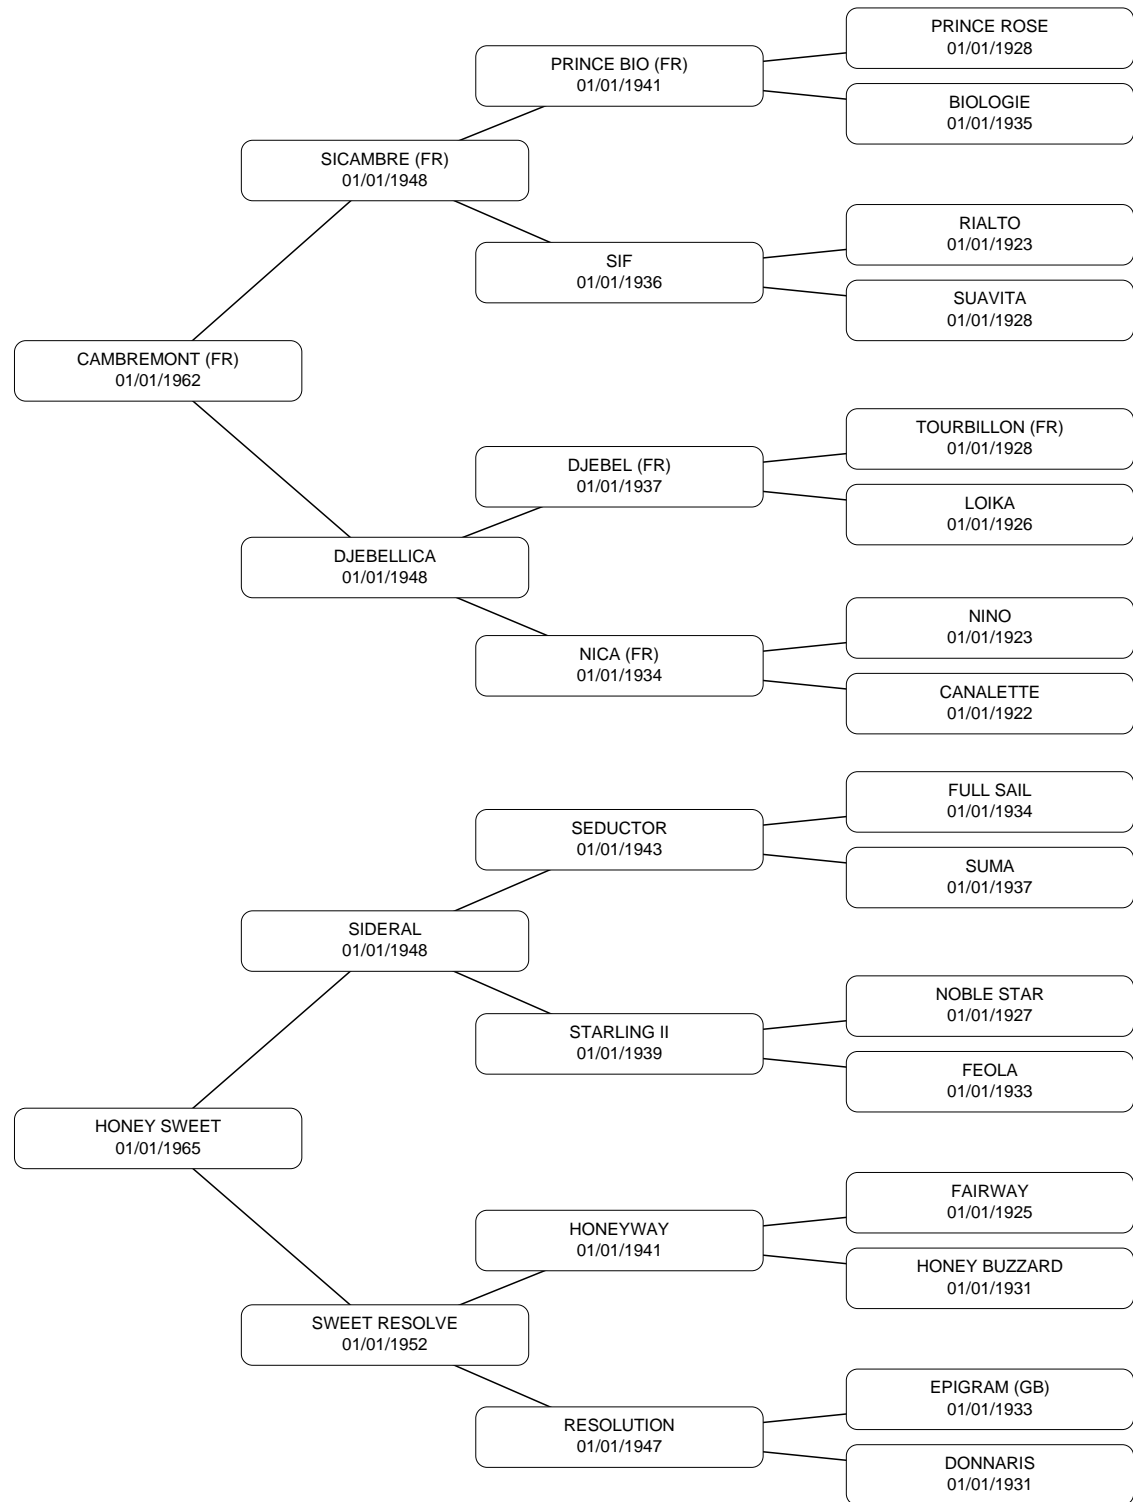 PRINCE ROSE
01/01/1928
PRINCE BIO (FR)
01/01/1941
BIOLOGIE
01/01/1935
SICAMBRE (FR)
01/01/1948
RIALTO
01/01/1923
SIF
01/01/1936
SUAVITA
01/01/1928
CAMBREMONT (FR)
01/01/1962
TOURBILLON (FR)
01/01/1928
DJEBEL (FR)
01/01/1937
LOIKA
01/01/1926
DJEBELLICA
01/01/1948
NINO
01/01/1923
NICA (FR)
01/01/1934
CANALETTE
01/01/1922
FULL SAIL
01/01/1934
SEDUCTOR
01/01/1943
SUMA
01/01/1937
SIDERAL
01/01/1948
NOBLE STAR
01/01/1927
STARLING II
01/01/1939
FEOLA
01/01/1933
HONEY SWEET
01/01/1965
FAIRWAY
01/01/1925
HONEYWAY
01/01/1941
HONEY BUZZARD
01/01/1931
SWEET RESOLVE
01/01/1952
EPIGRAM (GB)
01/01/1933
RESOLUTION
01/01/1947
DONNARIS
01/01/1931